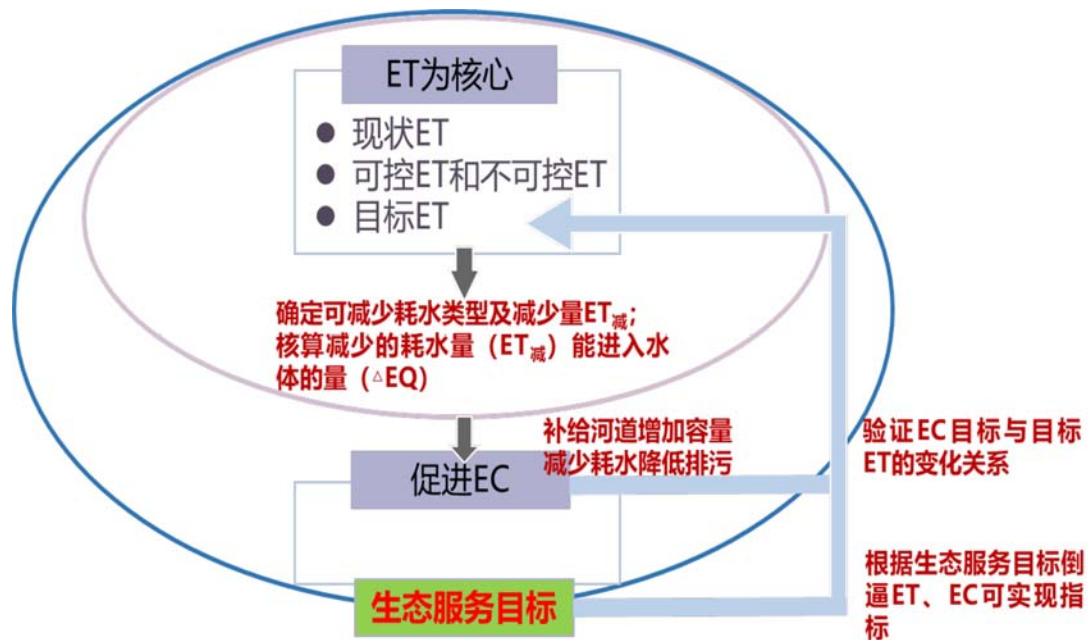 ET为核心
● 现状ET
● 可控ET和不可控ET
● 目标ET
确定可减少耗水类型及减少量ET减;
核算减少的耗水量（ET减）能进入水
体的量（△EQ）
补给河道增加容量
减少耗水降低排污
验证EC目标与目标
ET的变化关系
促进EC
根据生态服务目标倒
逼ET、EC可实现指
标
生态服务目标